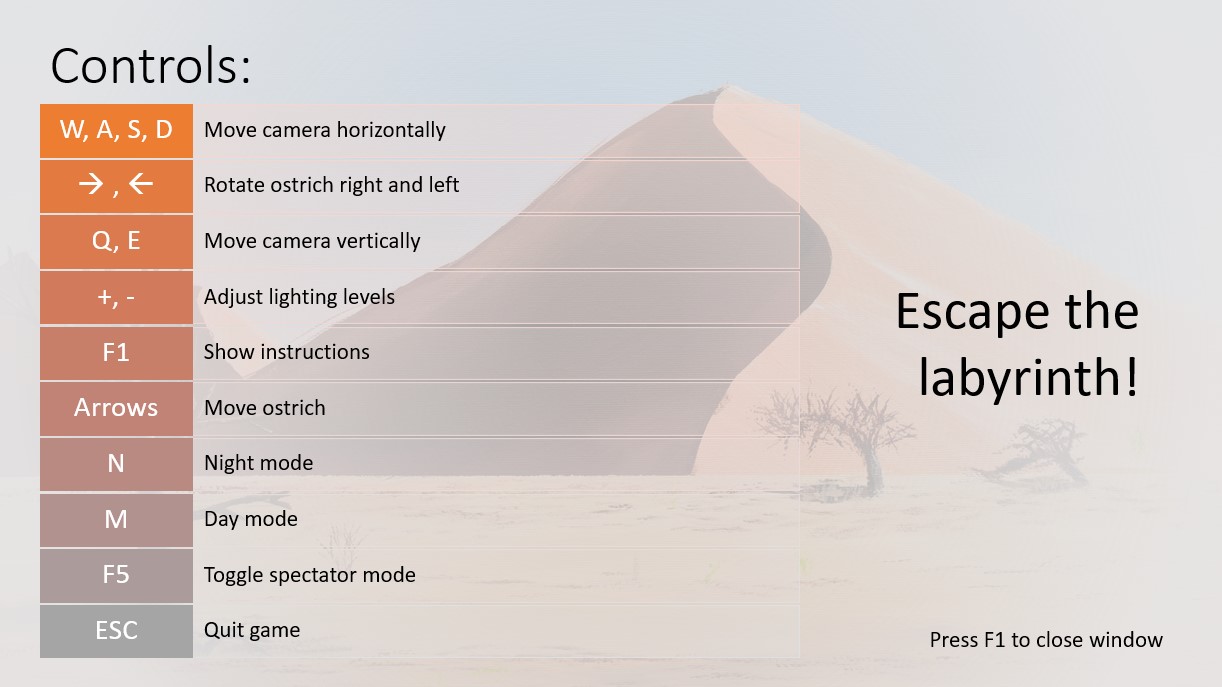 Controls:
W, A, S, D Move camera horizontally
→ , ← Rotate ostrich right and left
Q, E Move camera vertically
+, - Adjust lighting levels
F1 Show instructions
Arrows Move ostrich
N Night mode
M Day mode
F5 Toggle spectator mode
ESC Quit game
Escape the
labyrinth!
Press F1 to close window